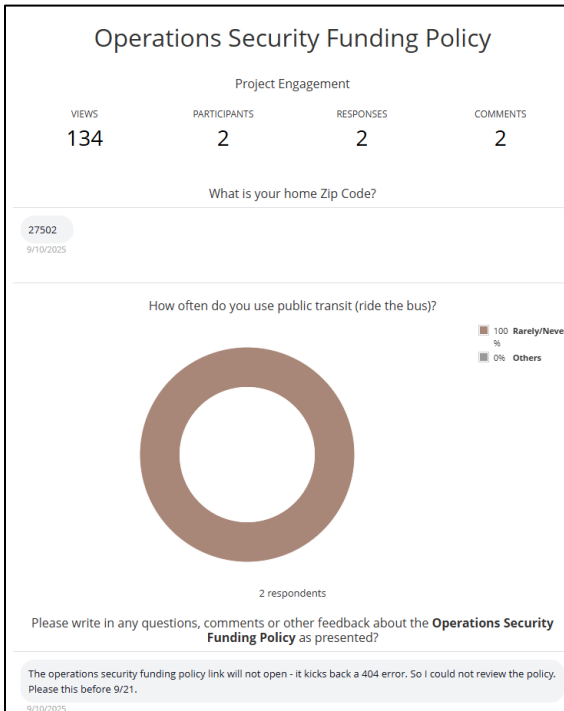 Operations Security Funding Policy
Project Engagement
VIEWS PARTICIPANTS RESPONSES COMMENTS
134 2 2 2
What is your home Zip Code?
27502
9/10/2025
How often do you use public transit (ride the bus)?
100 Rarely/Neve
%
0% Others
2 respondents
Please write in any questions, comments or other feedback about the Operations Security
Funding Policy as presented?
The operations security funding policy link will not open - it kicks back a 404 error. So I could not review the policy.
Please this before 9/21.
9/10/2025